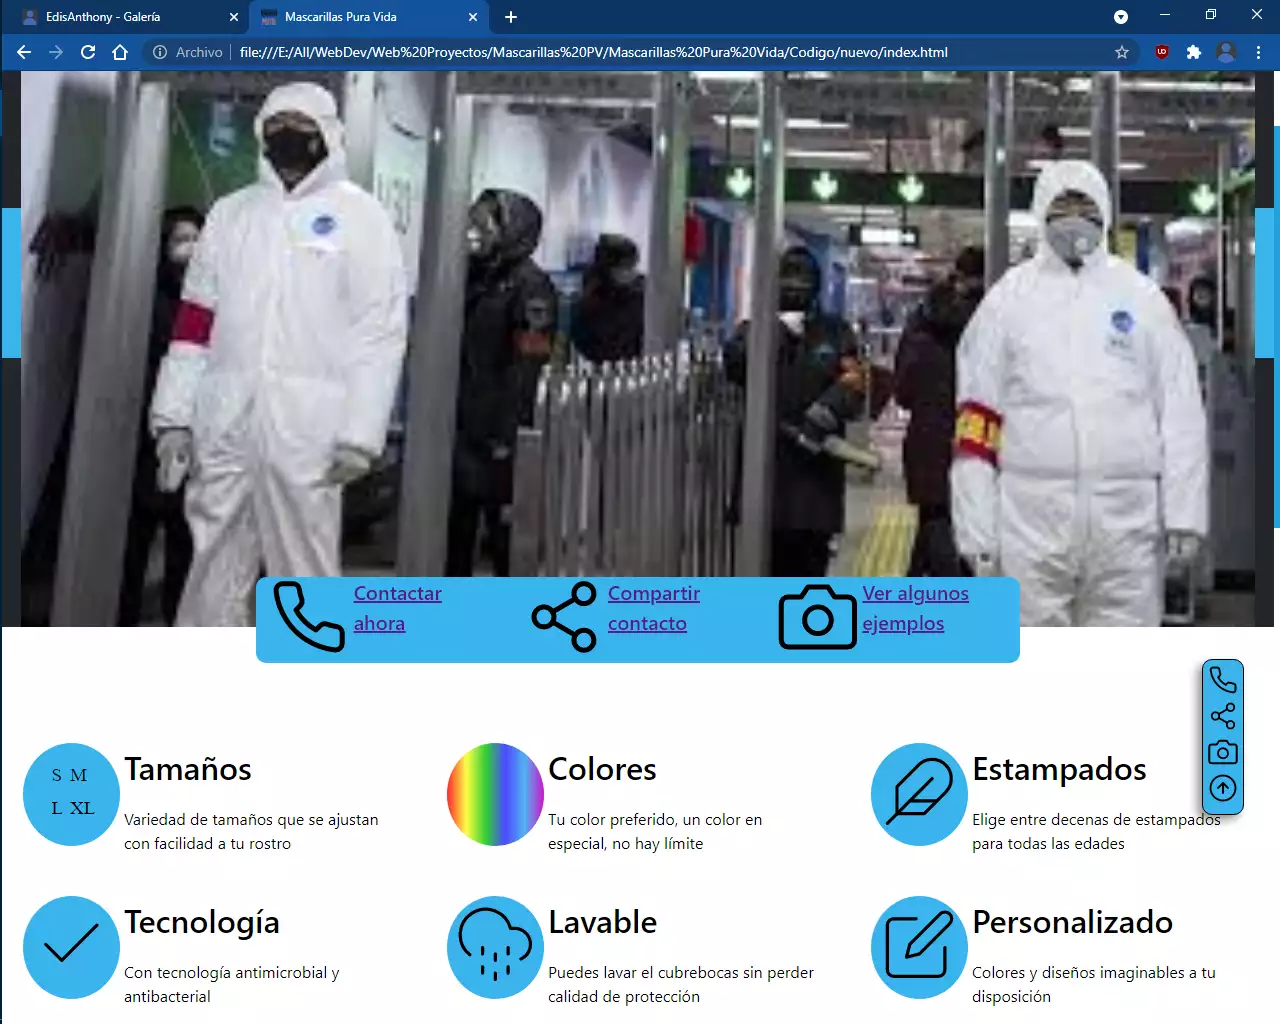 EdisAnthony - Galería
Mascarillas Pura Vida
Archivo
file:///E:/All/WebDev/Web%20Proyectos/Mascarillas%20PV/Mascarillas%20Pura%20Vida/Codigo/nuevo/index.html
Contactar
ahora
Compartir
contacto
Ver algunos
ejemplos
S M
L XL
Tamaños
Variedad de tamaños que se ajustan
con facilidad a tu rostro
Colores
Tu color preferido, un color en
especial, no hay límite
Estampados
Elige entre decenas de estampados
para todas las edades
Tecnología
Con tecnología antimicrobial y
antibacterial
Lavable
Puedes lavar el cubrebocas sin perder
calidad de protección
Personalizado
Colores y diseños imaginables a tu
disposición